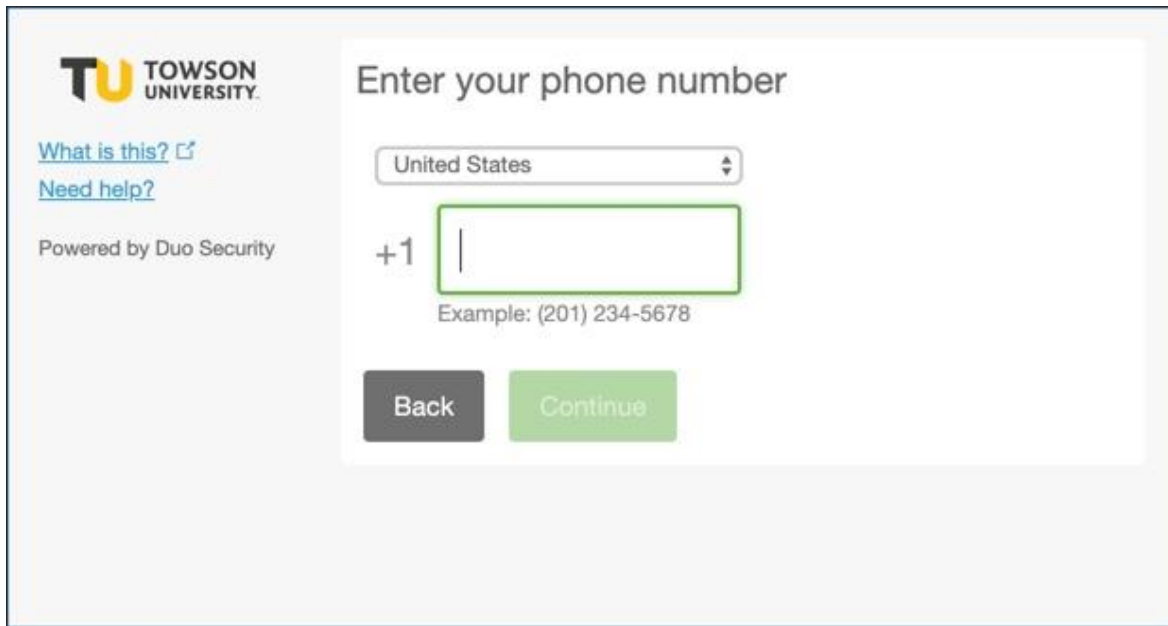 TU TOWSON
UNIVERSITY.
What is this?
Need help?
Powered by Duo Security
Enter your phone number
United States
+1
Example: (201) 234-5678
Back
Continue